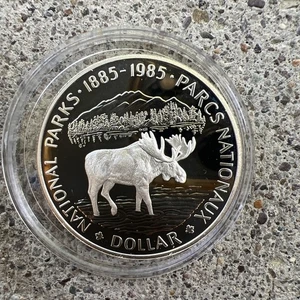 NATIONAL PARKS · 1885-1985 · PARCS NATIONAUX
DOLLAR